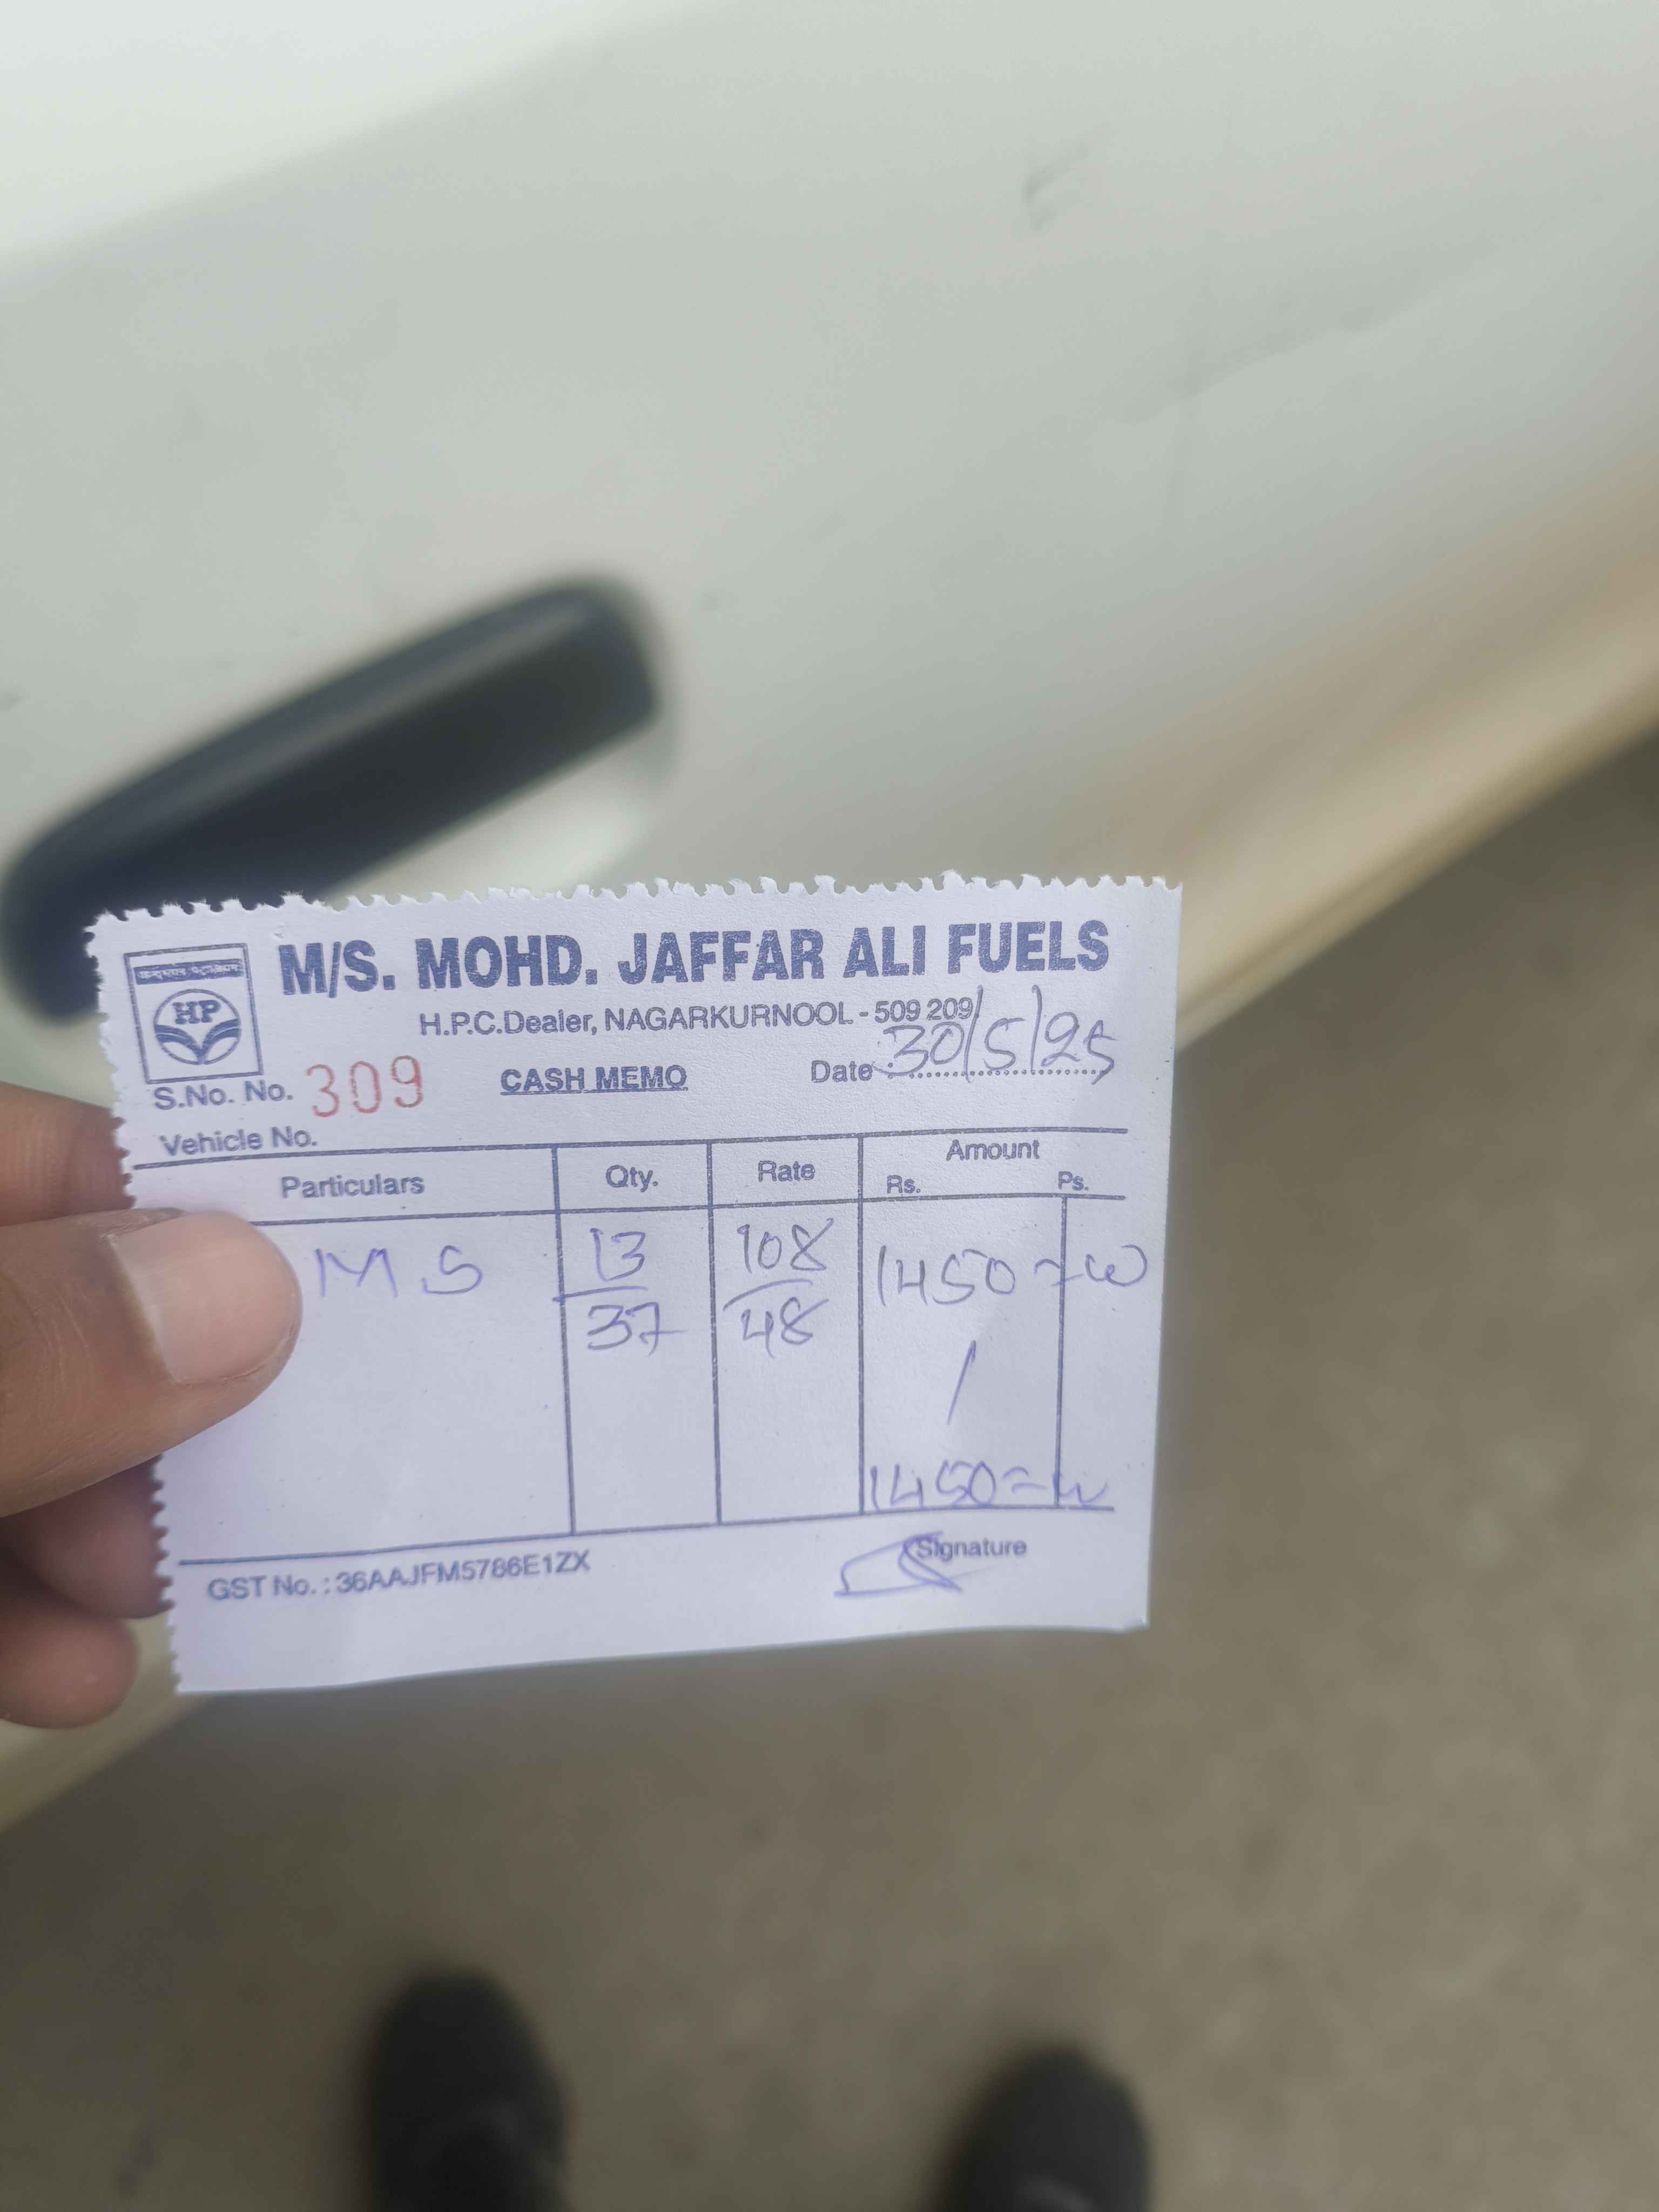 हिन्दुस्तान पेट्रोलियम
HP
M/S. MOHD. JAFFAR ALI FUELS
H.P.C.Dealer, NAGARKURNOOL - 509 209
S.No. No. 309 CASH MEMO Date : 30/5/25
Vehicle No.
Particulars Qty. Rate Amount
Rs. Ps.
MS 13 108 1450=00
37 48
1450=00
Signature
GST No. : 36AAJFM5786E1ZX